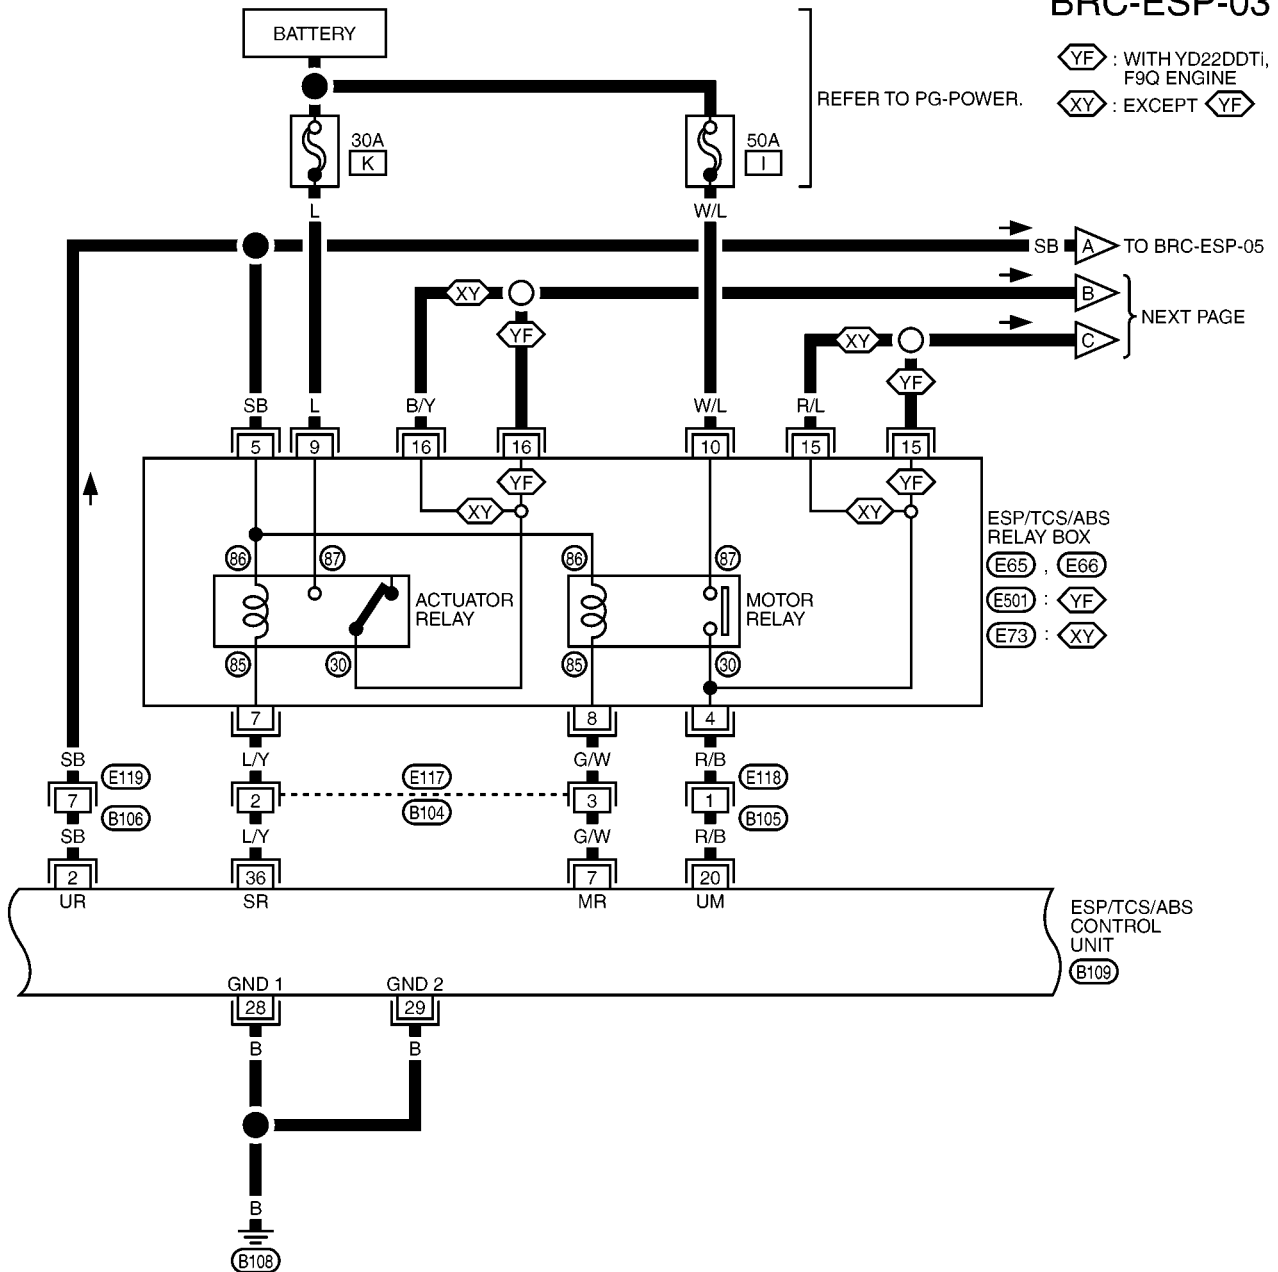 BRC-ESP-03
BATTERY
YF : WITH YD22DDTi,
F9Q ENGINE
XY : EXCEPT YF
REFER TO PG-POWER.
30A
K
50A
I
L
W/L
SB
A
TO BRC-ESP-05
XY
B
YF
NEXT PAGE
XY
C
YF
SB
L
B/Y
W/L
R/L
5
9
16
16
10
15
15
YF
YF
XY
XY
ESP/TCS/ABS
RELAY BOX
E65 , E66
E501 : YF
E73 : XY
86
87
86
87
ACTUATOR
RELAY
MOTOR
RELAY
85
30
85
30
7
8
4
SB
L/Y
G/W
R/B
E119
E117
E118
7
2
3
1
B106
B104
B105
SB
L/Y
G/W
R/B
2
36
7
20
UR
SR
MR
UM
ESP/TCS/ABS
CONTROL
UNIT
B109
GND 1
GND 2
28
29
B
B
B
B108